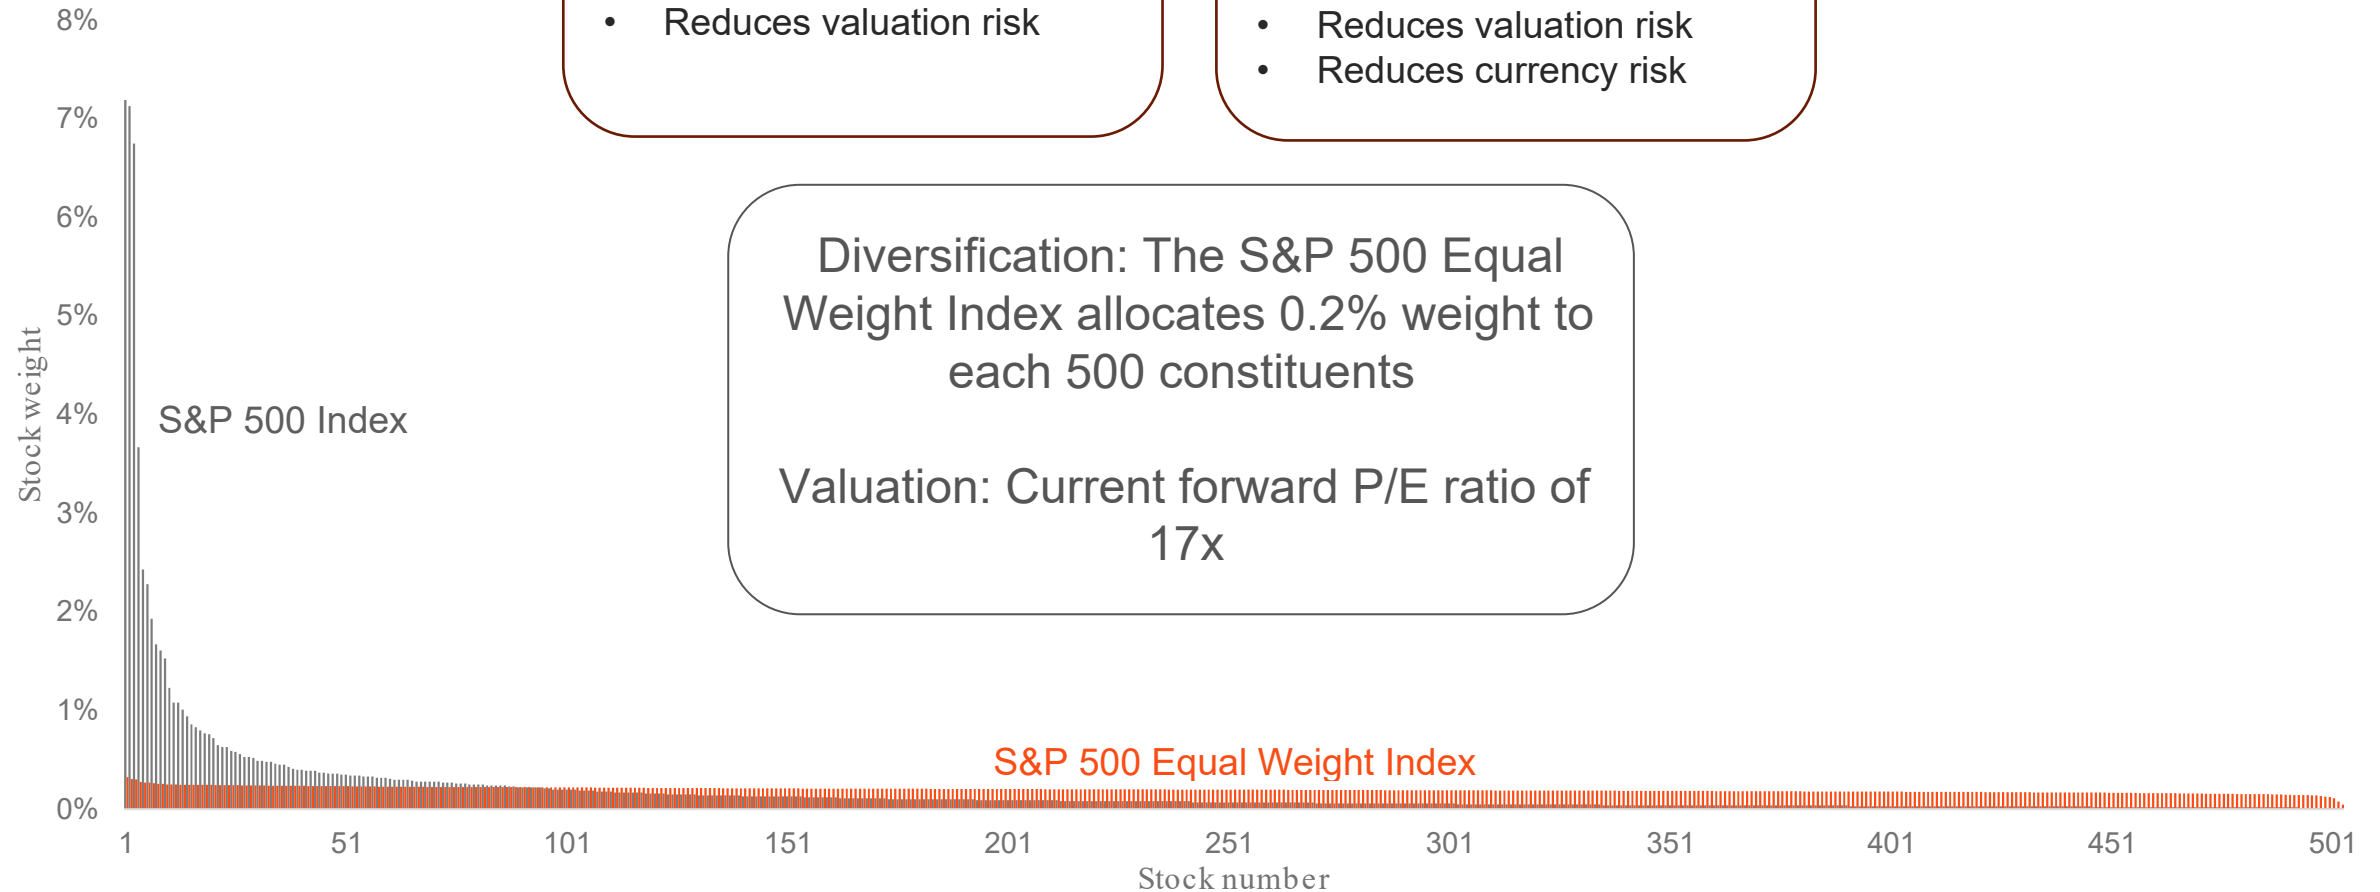 8%
7%
6%
5%
4%
3%
2%
1%
0%
Stock weight
• Reduces valuation risk
• Reduces valuation risk
• Reduces currency risk
Diversification: The S&P 500 Equal
Weight Index allocates 0.2% weight to
each 500 constituents
Valuation: Current forward P/E ratio of
17x
S&P 500 Index
S&P 500 Equal Weight Index
1 51 101 151 201 251 301 351 401 451 501
Stock number